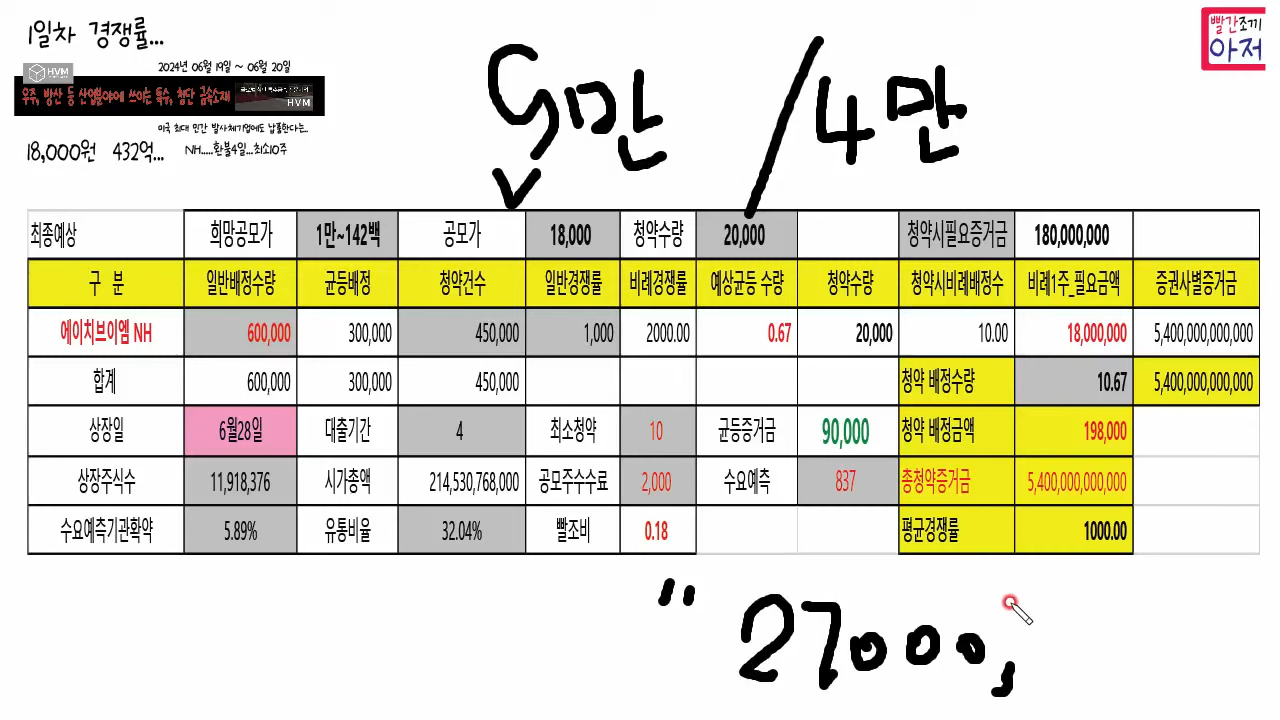 1일차 경쟁률...
빨간조끼
아저
HVM
2024년 06월 19일 ~ 06월 20일
우주, 방산 등 산업분야에 쓰이는 특수, 첨단 금속소재
HVM
미국 최대 민간 발사체기업에도 납품한다는..
18,000원 432억... NH.....환불4일...최소10주
5만 / 4만
최종예상 희망공모가 1만~142백 공모가 18,000 청약수량 20,000 청약시필요증거금 180,000,000
구 분 일반배정수량 균등배정 청약건수 일반경쟁률 비례경쟁률 예상균등 수량 청약수량 청약시비례배정수 비례1주_필요금액 증권사별증거금
에이치브이엠 NH 600,000 300,000 450,000 1,000 2000.00 0.67 20,000 10.00 18,000,000 5,400,000,000,000
합계 600,000 300,000 450,000 청약 배정수량 10.67 5,400,000,000,000
상장일 6월28일 대출기간 4 최소청약 10 균등증거금 90,000 청약 배정금액 198,000
상장주식수 11,918,376 시가총액 214,530,768,000 공모주수수료 2,000 수요예측 837 총청약증거금 5,400,000,000,000
수요예측기관확약 5.89% 유통비율 32.04% 빨조비 0.18 평균경쟁률 1000.00
" 27000,